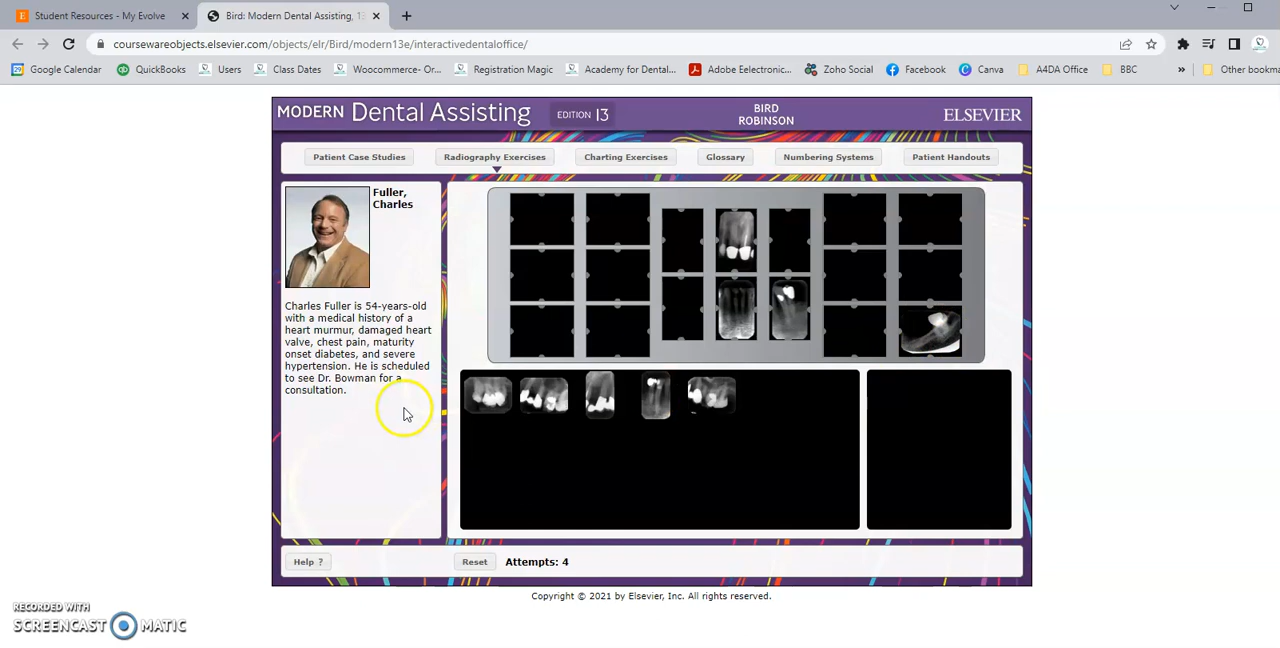 Student Resources - My Evolve
Bird: Modern Dental Assisting, 13
coursewareobjects.elsevier.com/objects/elr/Bird/modern13e/interactivedentaloffice/
Google Calendar
QuickBooks
Users
Class Dates
Woocommerce- Or...
Registration Magic
Academy for Dental...
Adobe Eelectronic...
Zoho Social
Facebook
Canva
A4DA Office
BBC
»
Other bookma
MODERN Dental Assisting EDITION 13
BIRD
ROBINSON
ELSEVIER
Patient Case Studies
Radiography Exercises
Charting Exercises
Glossary
Numbering Systems
Patient Handouts
Fuller,
Charles
Charles Fuller is 54-years-old
with a medical history of a
heart murmur, damaged heart
valve, chest pain, maturity
onset diabetes, and severe
hypertension. He is scheduled
to see Dr. Bowman for a
consultation.
Help ?
Reset
Attempts: 4
Copyright © 2021 by Elsevier, Inc. All rights reserved.
RECORDED WITH
SCREENCAST MATIC